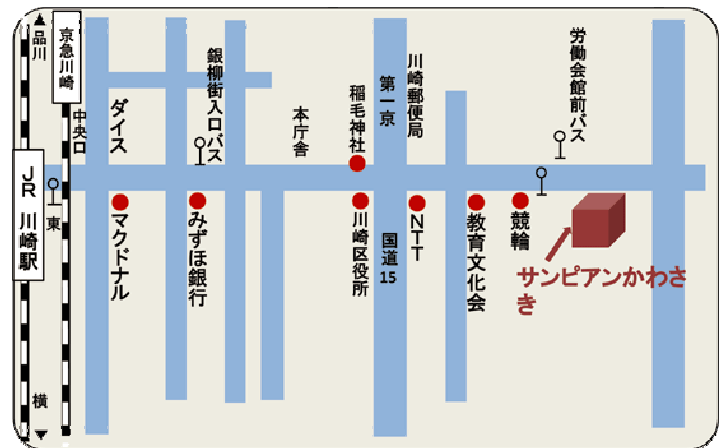 ▲品川
京急川崎
中央口
ダイス
銀柳街入口バス
本庁舎
稲毛神社
第一京
川崎郵便局
労働会館前バス
JR 川崎駅
東
マクドナル
みずほ銀行
川崎区役所
国道15
NTT
教育文化会
競輪
サンピアンかわさ
き
横▼